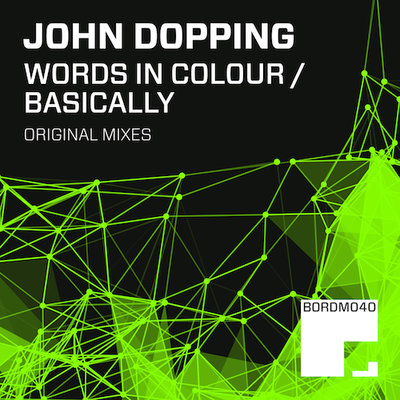 JOHN DOPPING
WORDS IN COLOUR /
BASICALLY
ORIGINAL MIXES
BORDM040